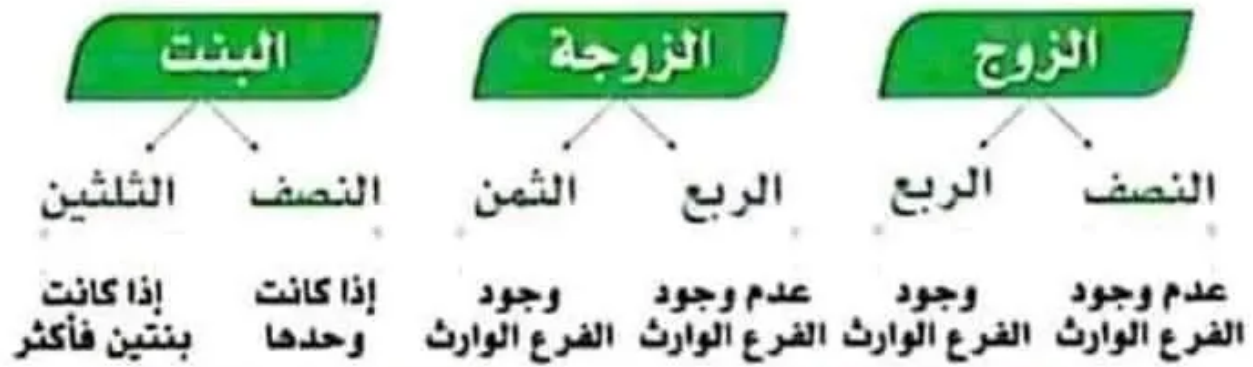 الزوج
الزوجة
البنت
النصف
الربع
الربع
الثمن
النصف
الثلثين
عدم وجود
الفرع الوارث
وجود
الفرع الوارث
عدم وجود
الفرع الوارث
وجود
الفرع الوارث
إذا كانت
وحدها
إذا كانت
بنتين فأكثر